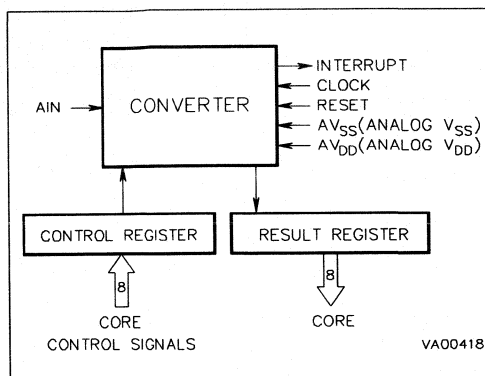 INTERRUPT
CLOCK
RESET
AVSS(ANALOG VSS)
AVDD(ANALOG VDD)
AIN
CONVERTER
CONTROL REGISTER
RESULT REGISTER
8
8
CORE
CONTROL SIGNALS
CORE
VA00418